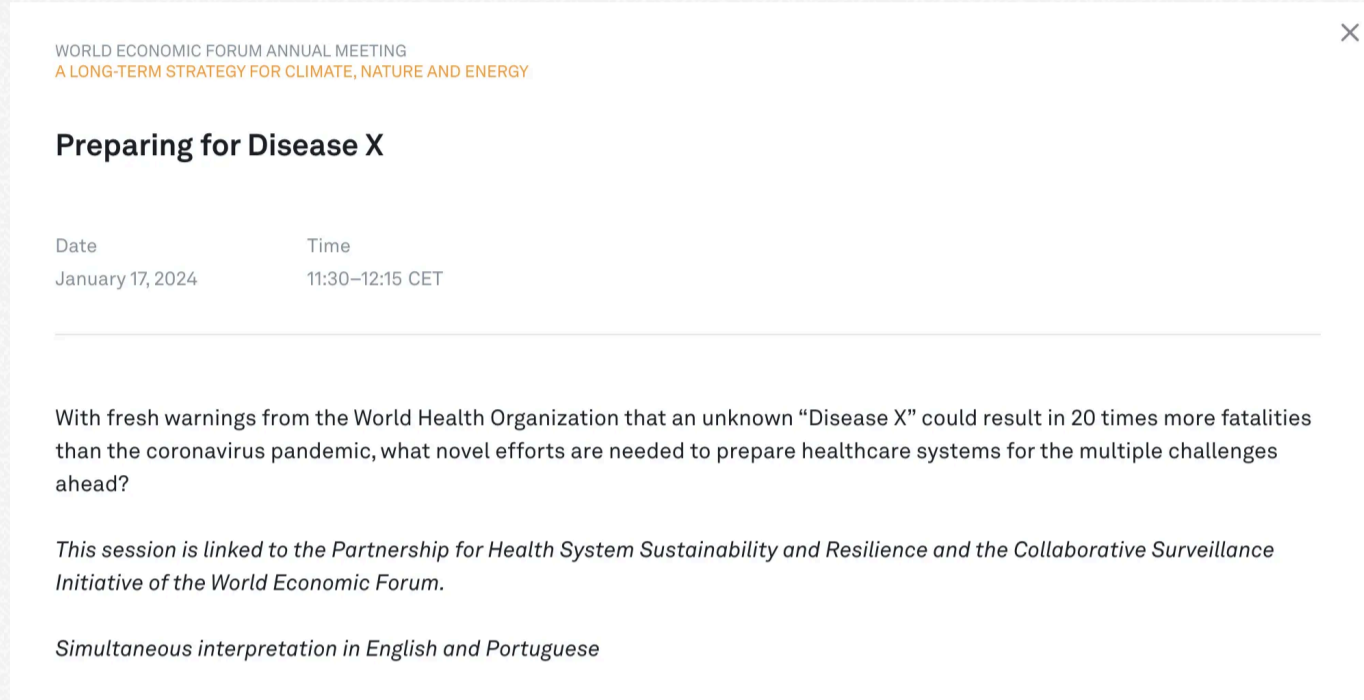 WORLD ECONOMIC FORUM ANNUAL MEETING
A LONG-TERM STRATEGY FOR CLIMATE, NATURE AND ENERGY
Preparing for Disease X
Date
Time
January 17, 2024
11:30–12:15 CET
With fresh warnings from the World Health Organization that an unknown “Disease X” could result in 20 times more fatalities
than the coronavirus pandemic, what novel efforts are needed to prepare healthcare systems for the multiple challenges
ahead?
This session is linked to the Partnership for Health System Sustainability and Resilience and the Collaborative Surveillance
Initiative of the World Economic Forum.
Simultaneous interpretation in English and Portuguese